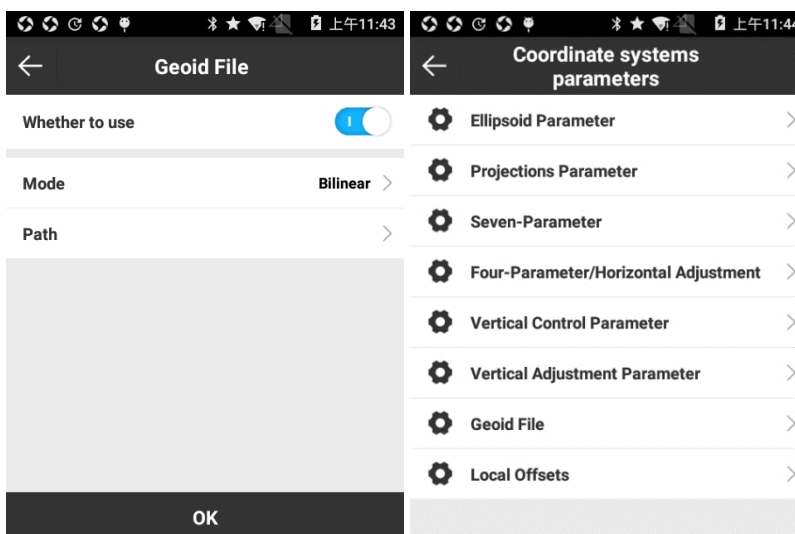 上午11:43
Geoid File
Whether to use
Mode Bilinear
Path
OK
上午11:44
Coordinate systems
parameters
Ellipsoid Parameter
Projections Parameter
Seven-Parameter
Four-Parameter/Horizontal Adjustment
Vertical Control Parameter
Vertical Adjustment Parameter
Geoid File
Local Offsets